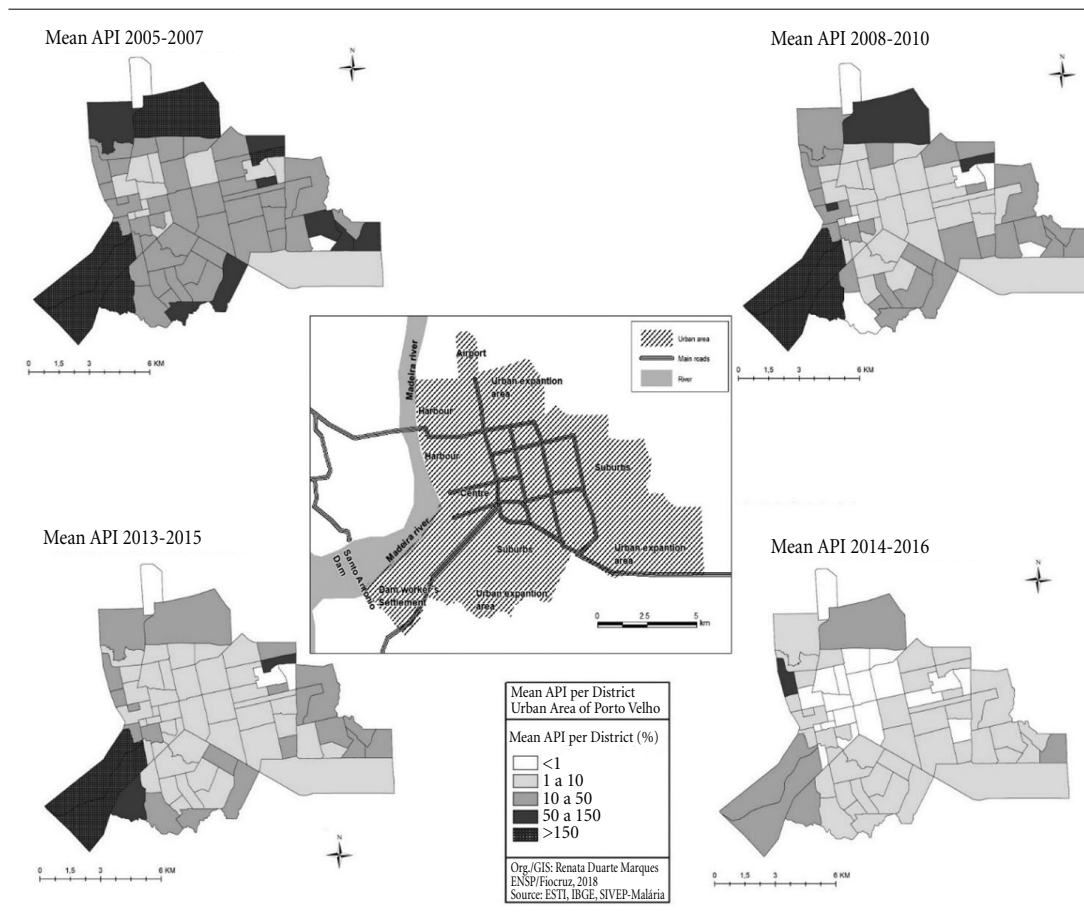 Mean API 2005-2007
N
0 1,5 3 6 KM
Mean API 2008-2010
N
0 1,5 3 6 KM
Madeira river
Airport
Urban expantion
area
Harbour
Harbour
Centre
Suburbs
Madeira river
Santo Antonio
Dam
Dam worker's
Settlement
Suburbs
Urban expantion
area
Urban expantion
area
Urban area
Main roads
River
0 2.5 5
km
Mean API 2013-2015
N
0 1,5 3 6 KM
Mean API 2014-2016
N
0 1,5 3 6 KM
Mean API per District
Urban Area of Porto Velho
Mean API per District (%)
<1
1 a 10
10 a 50
50 a 150
>150
Org./GIS: Renata Duarte Marques
ENSP/Fiocruz, 2018
Source: ESTI, IBGE, SIVEP-Malária